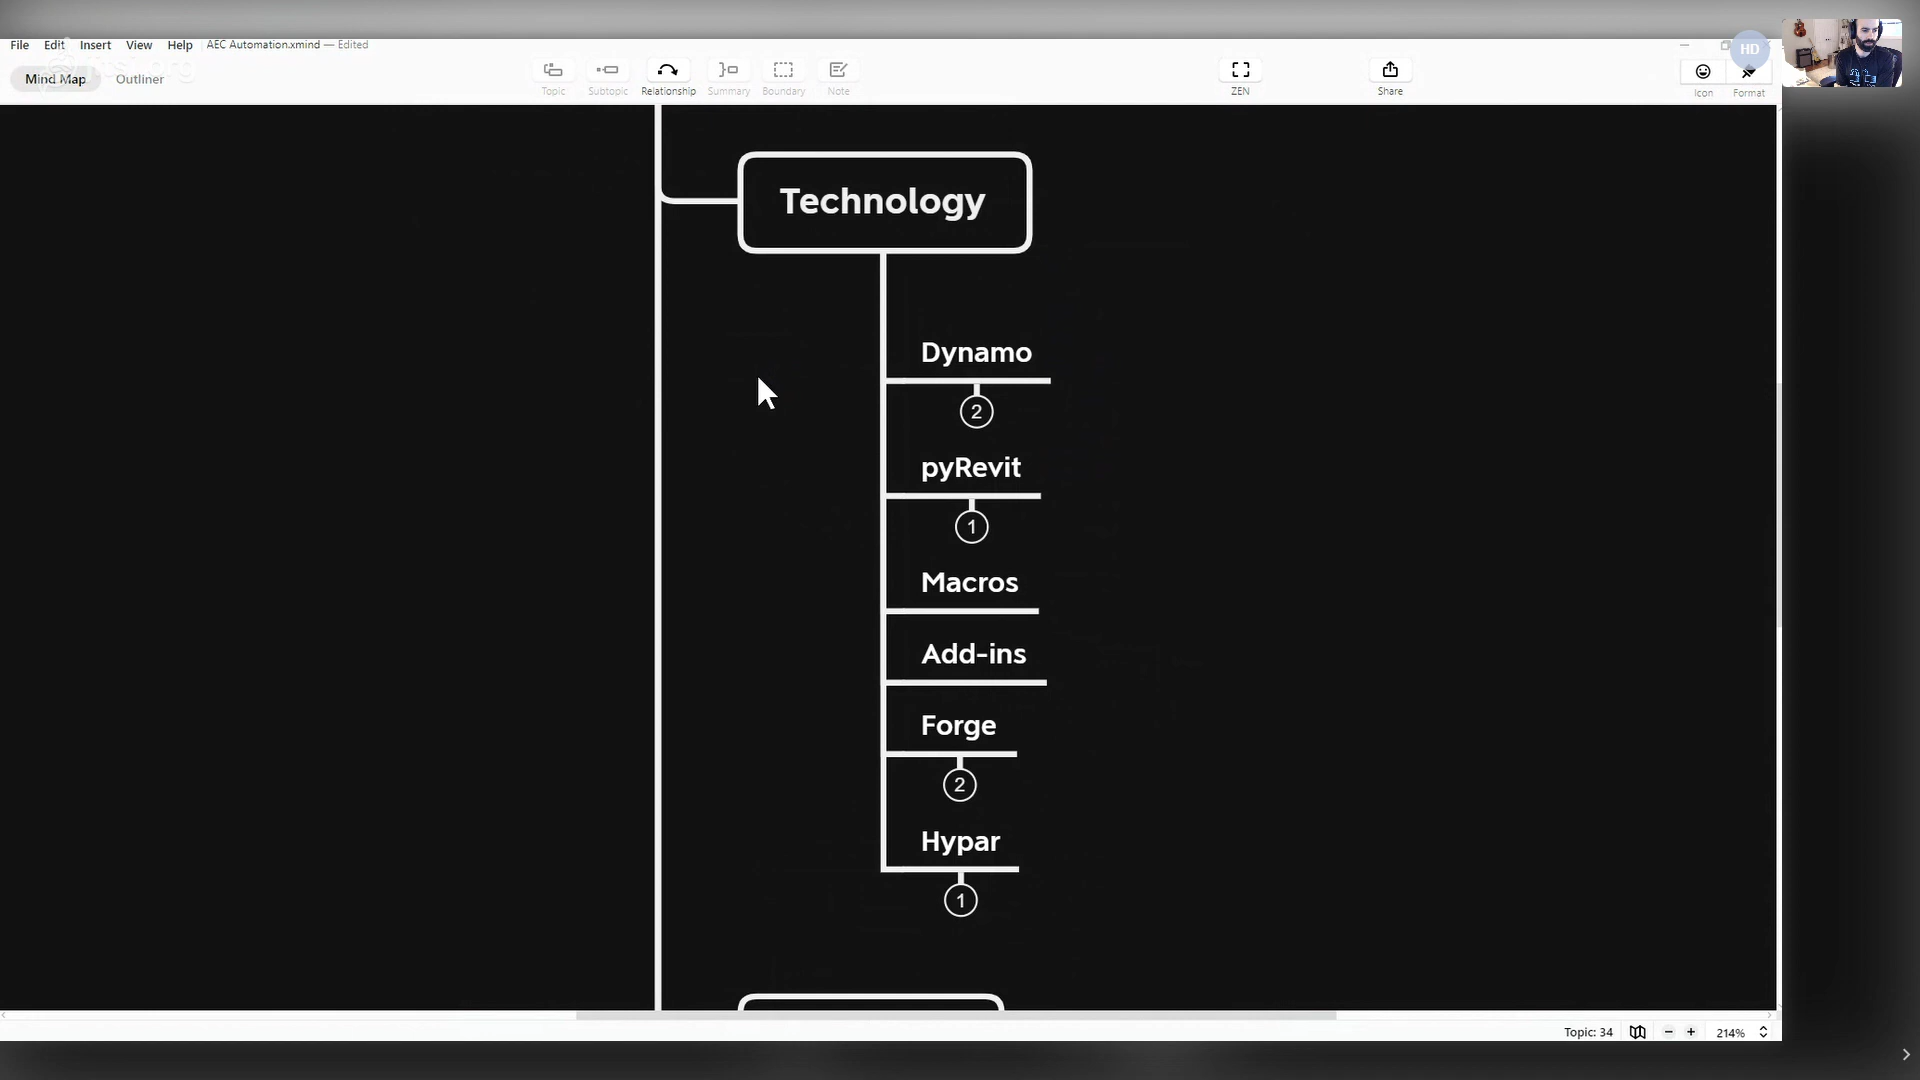 File Edit Insert View Help AEC Automation.xmind — Edited
HD
Mind Map Outliner
Topic Subtopic Relationship Summary Boundary Note ZEN Share Icon Format
Technology
Dynamo
2
pyRevit
1
Macros
Add-ins
Forge
2
Hypar
1
Topic: 34 214%